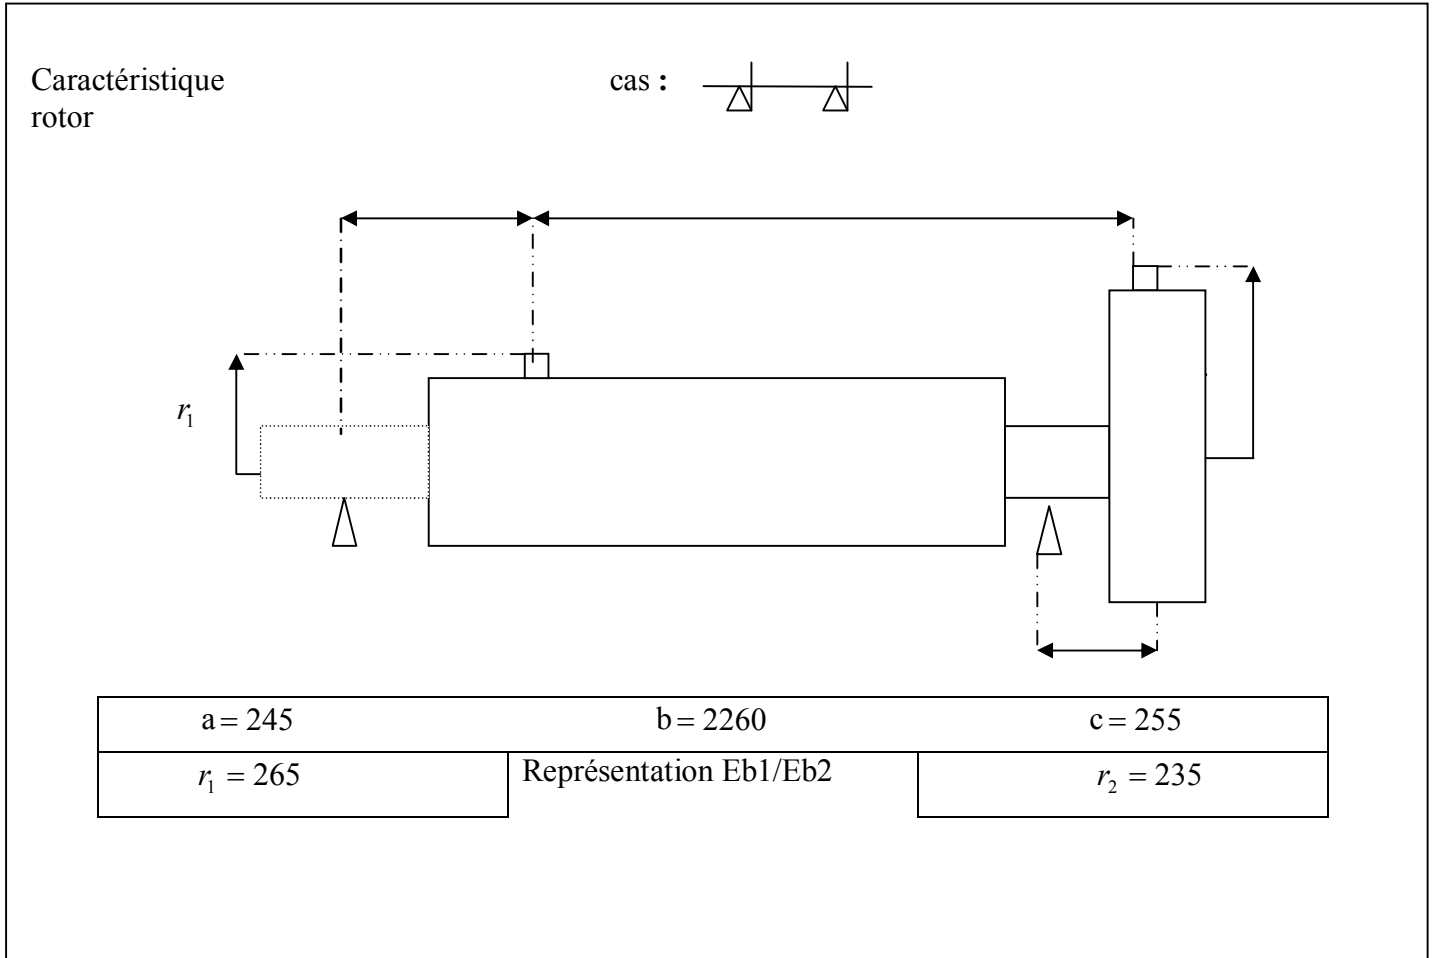 Caractéristique
rotor
cas :
r₁
a = 245 b = 2260 c = 255
r₁ = 265 Représentation Eb1/Eb2 r₂ = 235